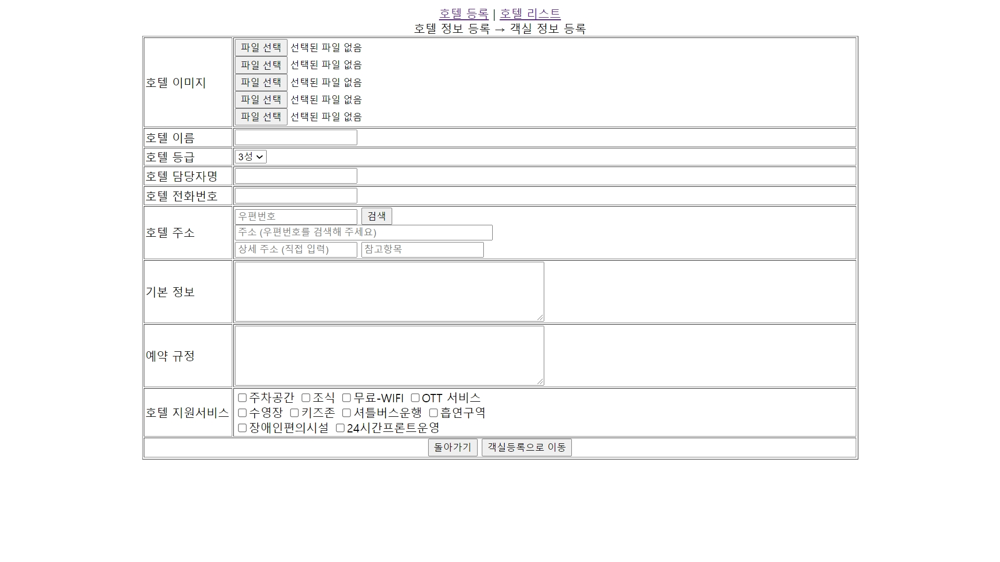 호텔 등록 | 호텔 리스트
호텔 정보 등록 → 객실 정보 등록
호텔 이미지
파일 선택 선택된 파일 없음
파일 선택 선택된 파일 없음
파일 선택 선택된 파일 없음
파일 선택 선택된 파일 없음
파일 선택 선택된 파일 없음
호텔 이름
호텔 등급 3성
호텔 담당자명
호텔 전화번호
호텔 주소
우편번호 검색
주소 (우편번호를 검색해 주세요)
상세 주소 (직접 입력) 참고항목
기본 정보
예약 규정
호텔 지원서비스
주차공간 조식 무료-WIFI OTT 서비스
수영장 키즈존 셔틀버스운행 흡연구역
장애인편의시설 24시간프론트운영
돌아가기 객실등록으로 이동